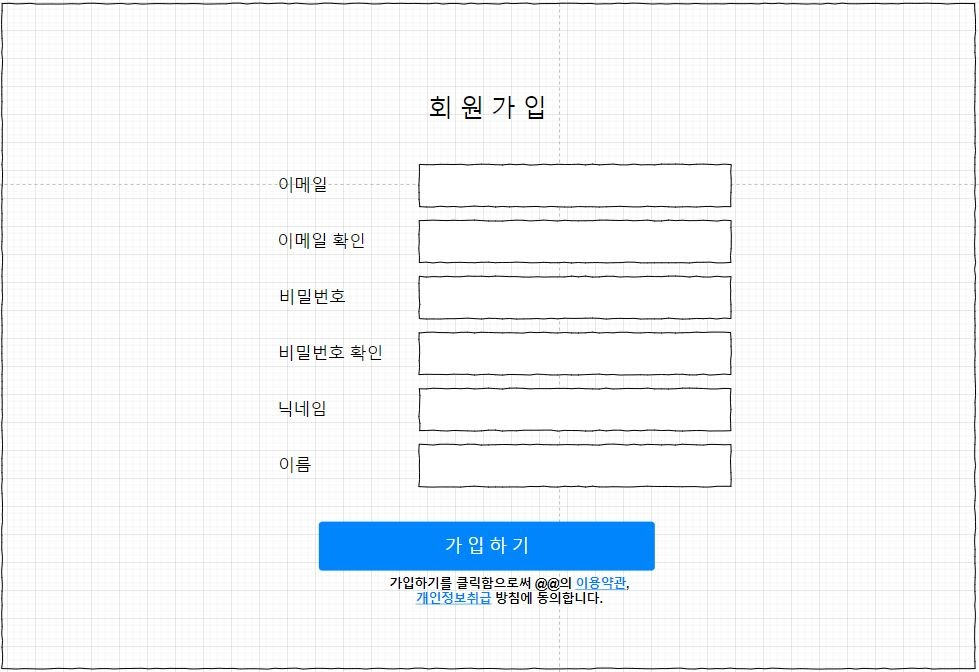 회 원 가 입
이메일
이메일 확인
비밀번호
비밀번호 확인
닉네임
이름
가 입 하 기
가입하기를 클릭함으로써 @@의 이용약관,
개인정보취급 방침에 동의합니다.